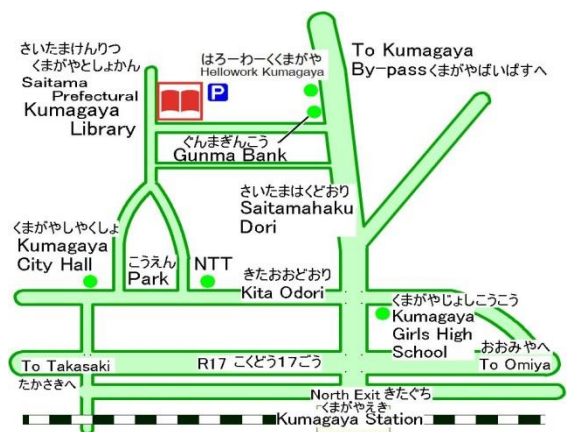 さいたまけんりつ
くまがやとしょかん
Saitama
Prefectural
Kumagaya
Library
P
はろーわーくくまがや
Hellowork Kumagaya
To Kumagaya
By-passくまがやばいぱすへ
ぐんまぎんこう
Gunma Bank
さいたまはくどおり
Saitamahaku
Dori
くまがやしやくしょ
Kumagaya
City Hall
こうえん
Park
NTT
きたおおどおり
Kita Odori
くまがやじょしこうこう
Kumagaya
Girls High
School
おおみやへ
To Omiya
To Takasaki
たかさきへ
R17 こくどう17ごう
North Exit きたぐち
くまがやえき
Kumagaya Station